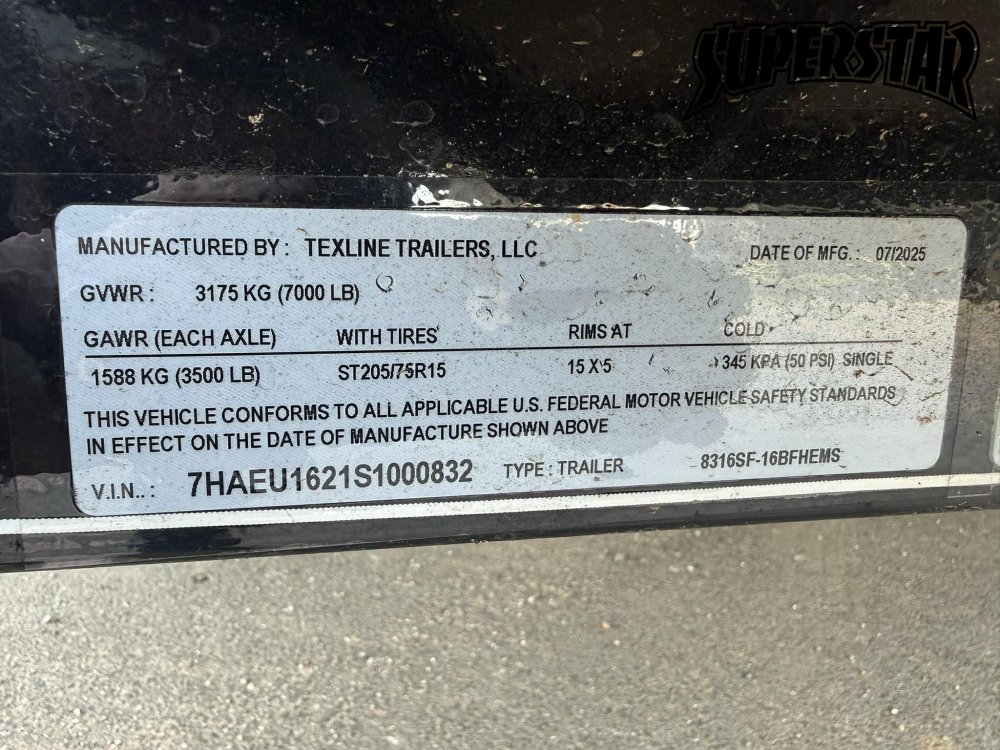 SUPERSTAR
MANUFACTURED BY : TEXLINE TRAILERS, LLC DATE OF MFG. : 07/2025
GVWR : 3175 KG (7000 LB)
GAWR (EACH AXLE) WITH TIRES RIMS AT COLD
1588 KG (3500 LB) ST205/75R15 15 X 5 345 KPA (50 PSI) SINGLE
THIS VEHICLE CONFORMS TO ALL APPLICABLE U.S. FEDERAL MOTOR VEHICLE SAFETY STANDARDS
IN EFFECT ON THE DATE OF MANUFACTURE SHOWN ABOVE
V.I.N.. : 7HAEU1621S1000832 TYPE : TRAILER 8316SF-16BFHEMS